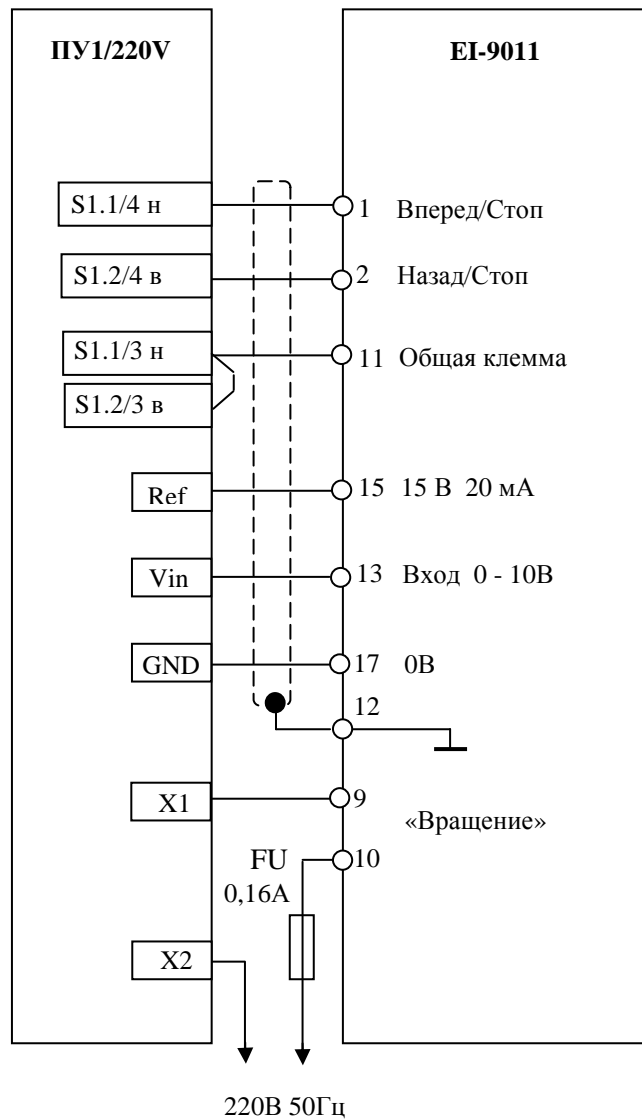 ПУ1/220V
EI-9011
S1.1/4 н
1 Вперед/Стоп
S1.2/4 в
2 Назад/Стоп
S1.1/3 н
11 Общая клемма
S1.2/3 в
Ref
15 15 В 20 мА
Vin
13 Вход 0 - 10В
GND
17 0В
12
X1
9
«Вращение»
FU
10
0,16А
X2
220В 50Гц